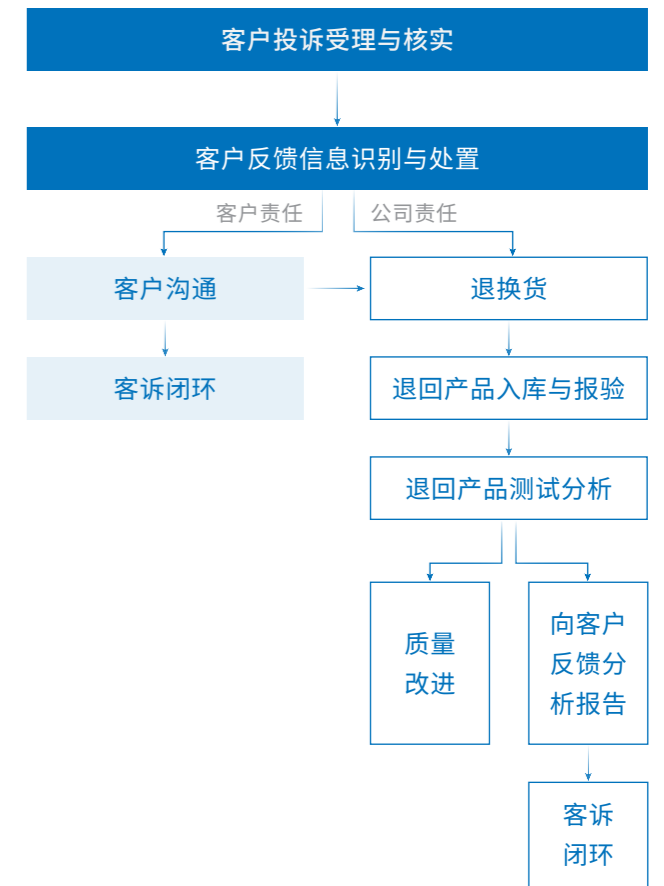 客户投诉受理与核实
客户反馈信息识别与处置
客户责任
公司责任
客户沟通
退换货
客诉闭环
退回产品入库与报验
退回产品测试分析
质量
改进
向客户
反馈分
析报告
客诉
闭环